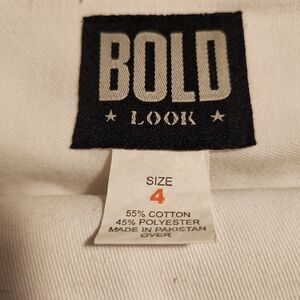 BOLD
★ LOOK ★
SIZE
4
55% COTTON
45% POLYESTER
MADE IN PAKISTAN
OVER